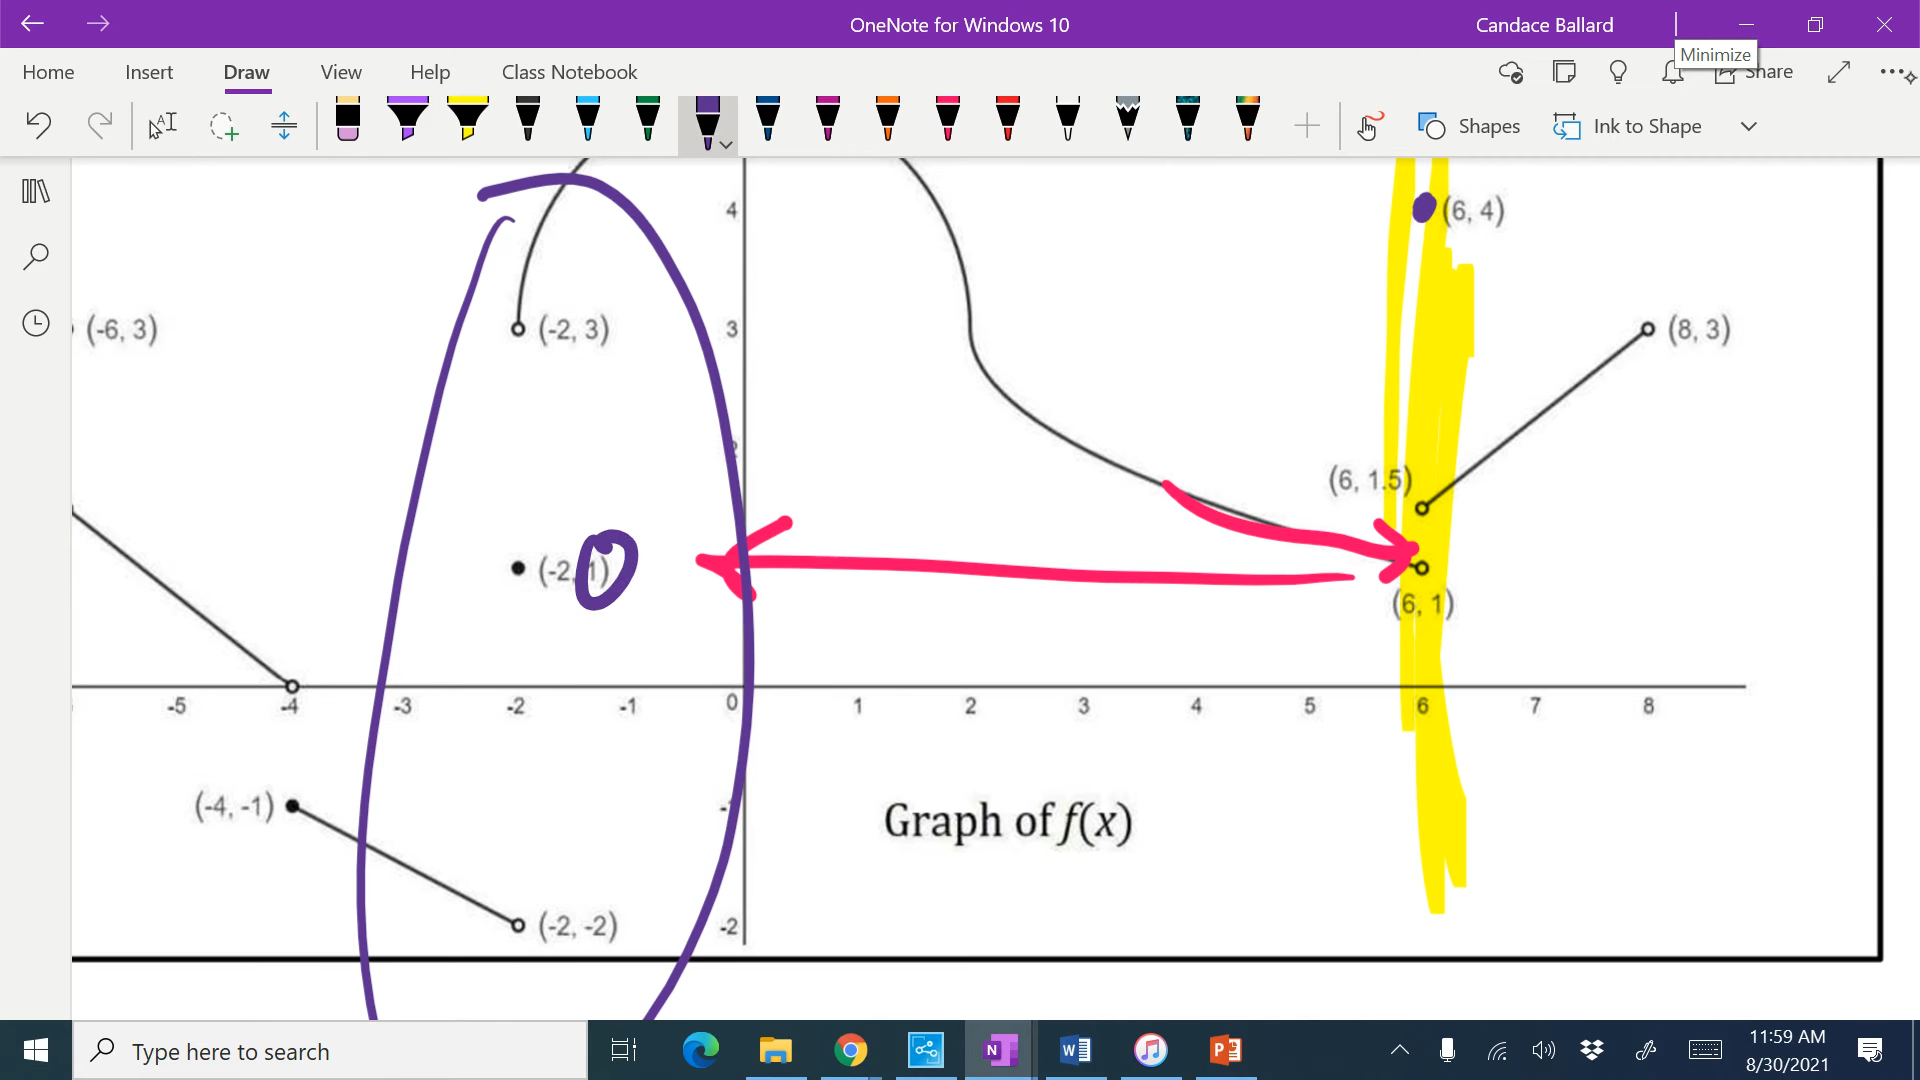 OneNote for Windows 10
Candace Ballard
Minimize
Home
Insert
Draw
View
Help
Class Notebook
Share
Shapes
Ink to Shape
4
(6, 4)
(-6, 3)
(-2, 3)
3
(8, 3)
(6, 1.5)
(-2, 1)
(6, 1)
-5
-4
-3
-2
-1
0
1
2
3
4
5
6
7
8
(-4, -1)
Graph of f(x)
(-2, -2)
-2
Type here to search
11:59 AM
8/30/2021